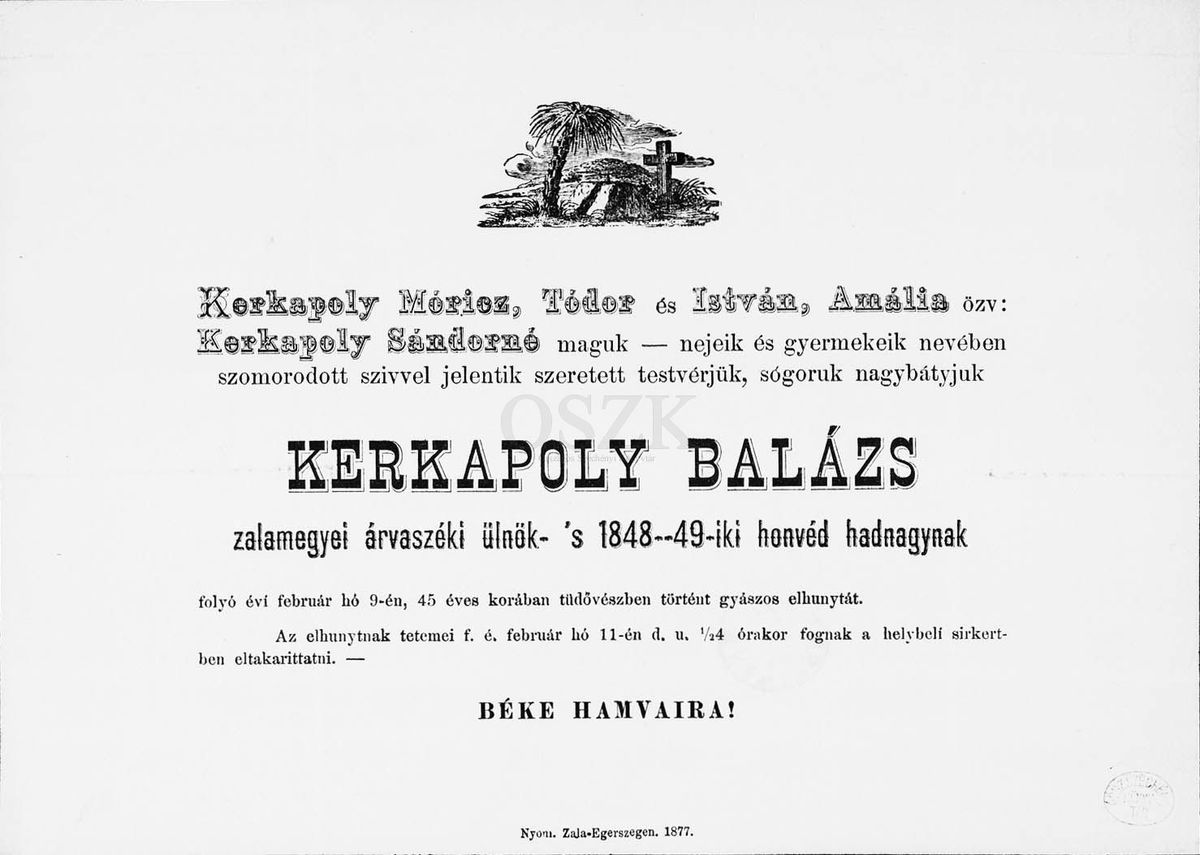 Kerkapoly Móricz, Tódor és István, Amália özv:
Kerkapoly Sándorné maguk — nejeik és gyermekeik nevében
szomorodott szivvel jelentik szeretett testvérjük, sógoruk nagybátyjuk
OSZK
KERKAPOLY BALÁZS
zalamegyei árvaszéki ülnök- 's 1848--49-iki honvéd hadnagynak
folyó évi február hó 9-én, 45 éves korában tüdővészben történt gyászos elhunytát.
Az elhunytnak tetemei f. é. február hó 11-én d. u. ½4 órakor fognak a helybeli sirkert-
ben eltakarittatni. —
BÉKE HAMVAIRA!
Nyom. Zala-Egerszegen. 1877.